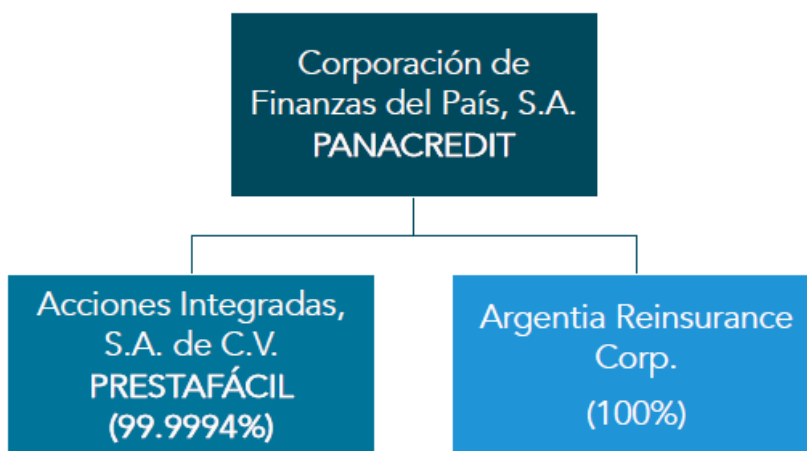 Corporación de
Finanzas del País, S.A.
PANACREDIT
Acciones Integradas,
S.A. de C.V.
PRESTAFÁCIL
(99.9994%)
Argentia Reinsurance
Corp.
(100%)